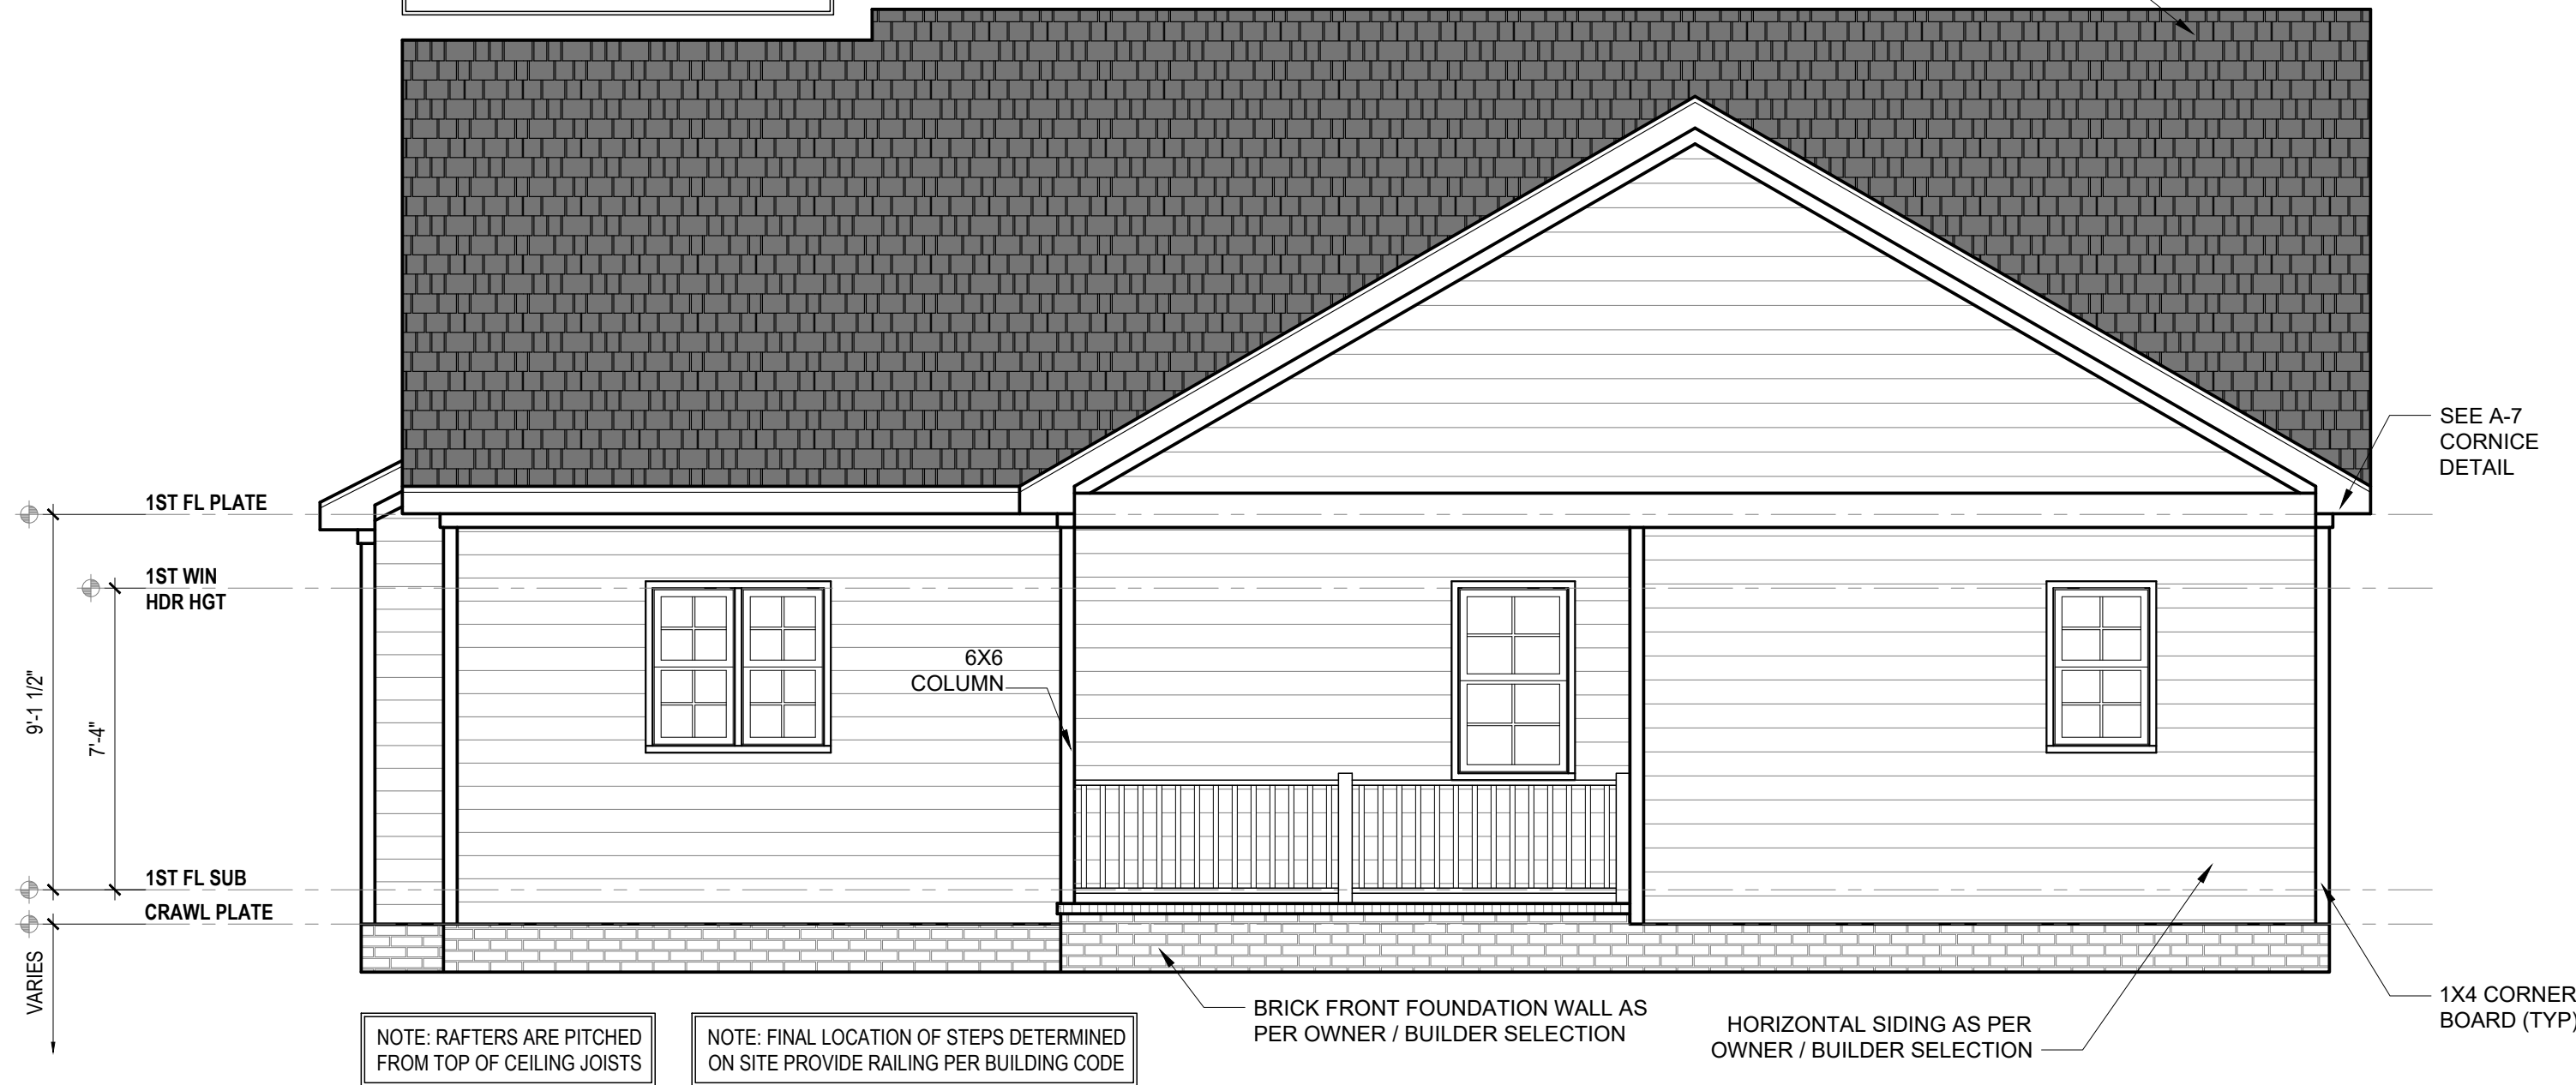 SEE A-7
CORNICE
DETAIL
1ST FL PLATE
1ST WIN
HDR HGT
6X6
COLUMN
9'-1 1/2"
7'-4"
1ST FL SUB
CRAWL PLATE
VARIES
BRICK FRONT FOUNDATION WALL AS
PER OWNER / BUILDER SELECTION
HORIZONTAL SIDING AS PER
OWNER / BUILDER SELECTION
1X4 CORNER
BOARD (TYP)
NOTE: RAFTERS ARE PITCHED
FROM TOP OF CEILING JOISTS
NOTE: FINAL LOCATION OF STEPS DETERMINED
ON SITE PROVIDE RAILING PER BUILDING CODE